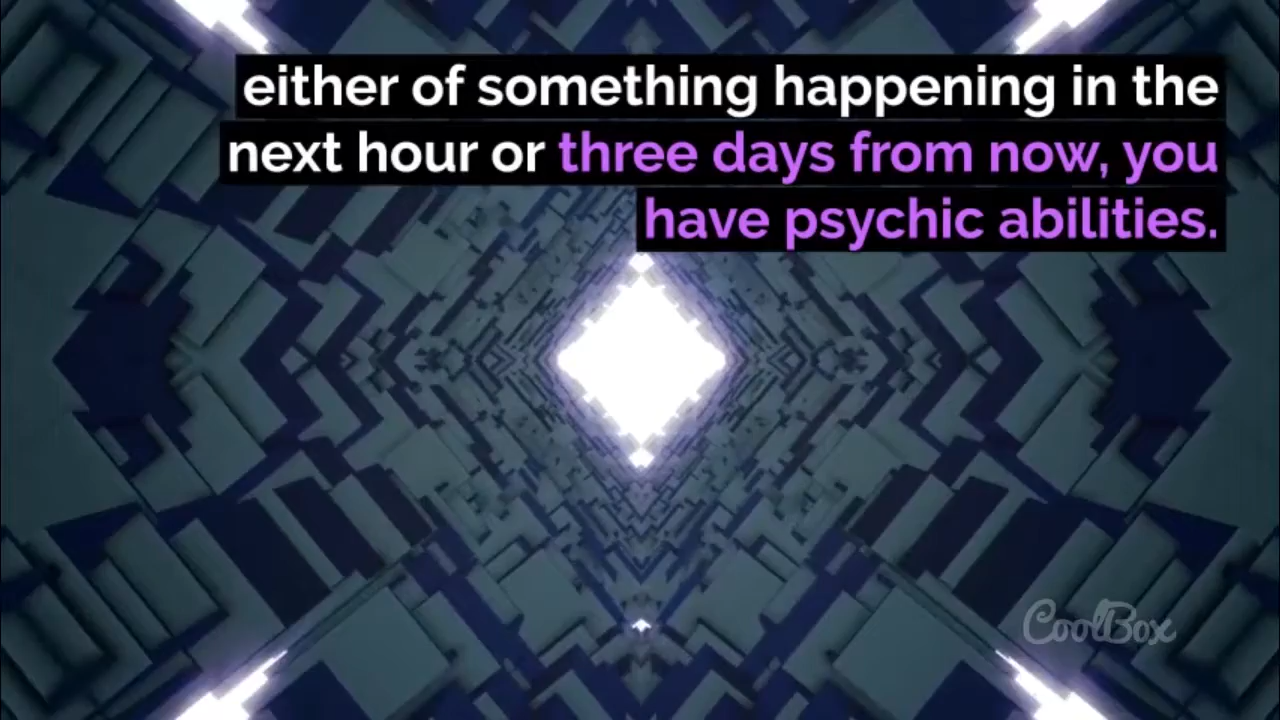 either of something happening in the
next hour or three days from now, you
have psychic abilities.
CoolBox